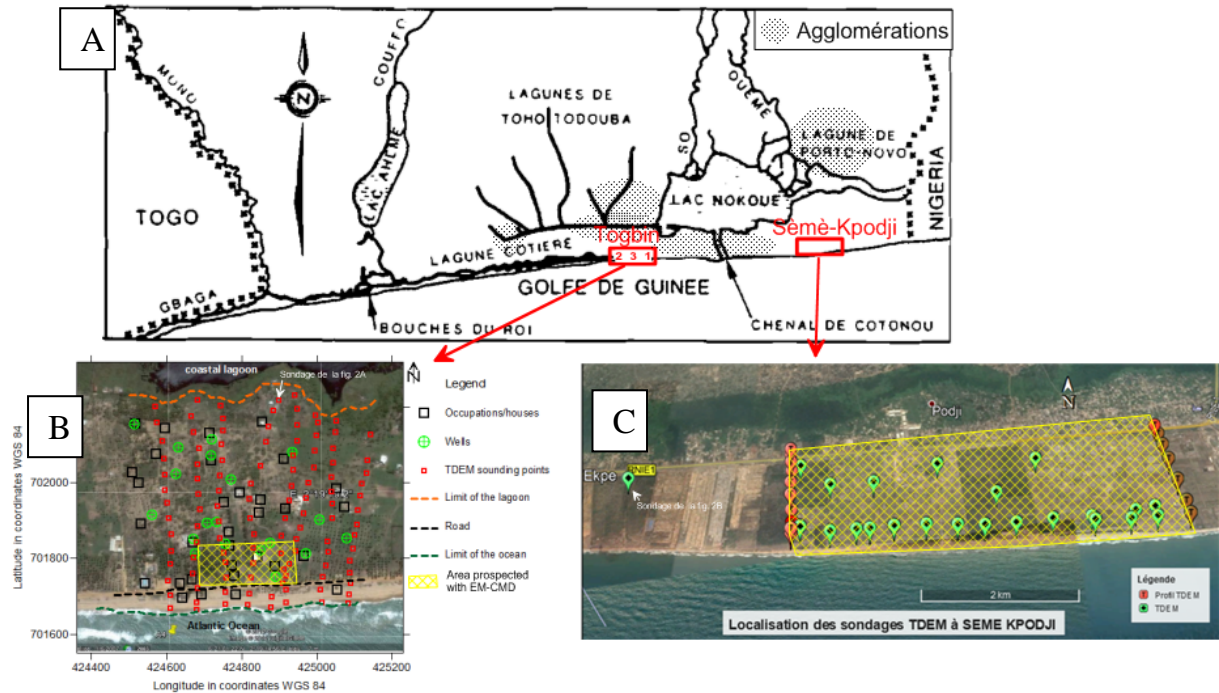 A
Agglomérations
MONO
COUFFO
LAC AHEME
LAGUNES DE
TOHO TODOUBA
SO
OUEME
LAGUNE DE
PORTO-NOVO
LAC NOKOUE
NIGERIA
TOGO
N
Togbin
2 3 1
Sèmè-Kpodji
LAGUNE COTIERE
GOLFE DE GUINEE
GBAGA
BOUCHES DU ROI
CHENAL DE COTONOU
B
coastal lagoon
Sondage de la fig. 2A
N
Legend
Occupations/houses
Wells
TDEM sounding points
Limit of the lagoon
Road
Limit of the ocean
Area prospected
with EM-CMD
Atlantic Ocean
Latitude in coordinates WGS 84
702000
701800
701600
424400 424600 424800 425000 425200
Longitude in coordinates WGS 84
C
N
Podji
Ekpe
RNIE1
Sondage de la fig. 2B
2 km
Localisation des sondages TDEM à SEME KPODJI
Légende
Profil TDEM
TDEM